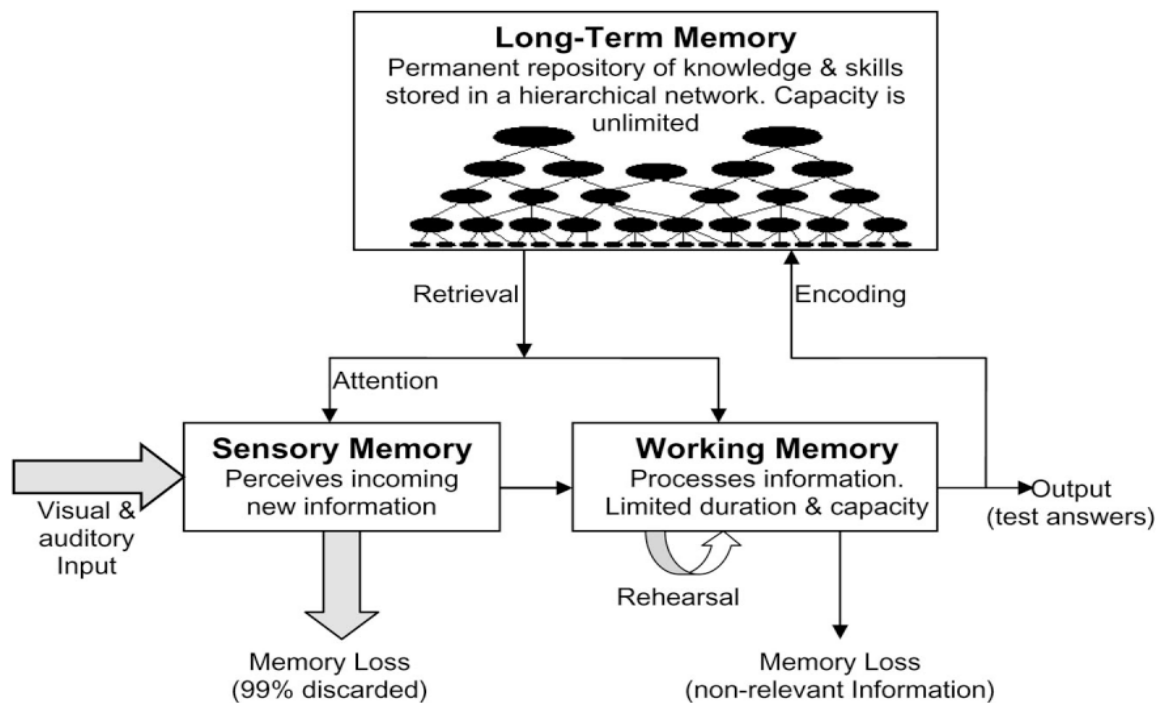 Long-Term Memory
Permanent repository of knowledge & skills
stored in a hierarchical network. Capacity is
unlimited
Retrieval
Encoding
Attention
Sensory Memory
Perceives incoming
new information
Working Memory
Processes information.
Limited duration & capacity
Visual &
auditory
Input
Output
(test answers)
Rehearsal
Memory Loss
(99% discarded)
Memory Loss
(non-relevant Information)